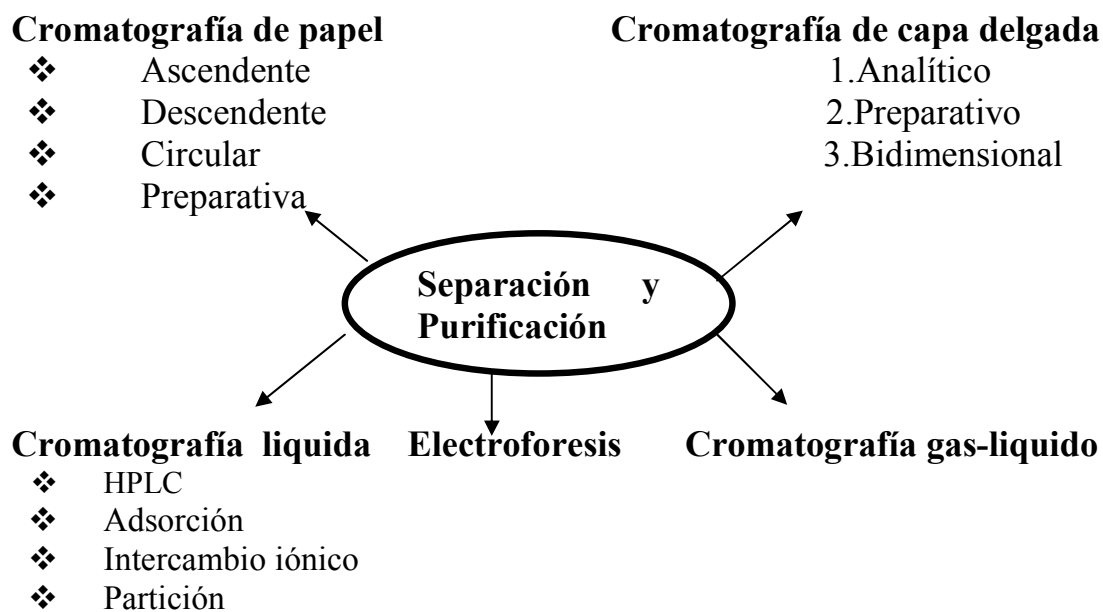 Cromatografía de papel
❖ Ascendente
❖ Descendente
❖ Circular
❖ Preparativa
Cromatografía de capa delgada
1.Analítico
2.Preparativo
3.Bidimensional
Separación y
Purificación
Cromatografía liquida
❖ HPLC
❖ Adsorción
❖ Intercambio iónico
❖ Partición
Electroforesis
Cromatografía gas-liquido